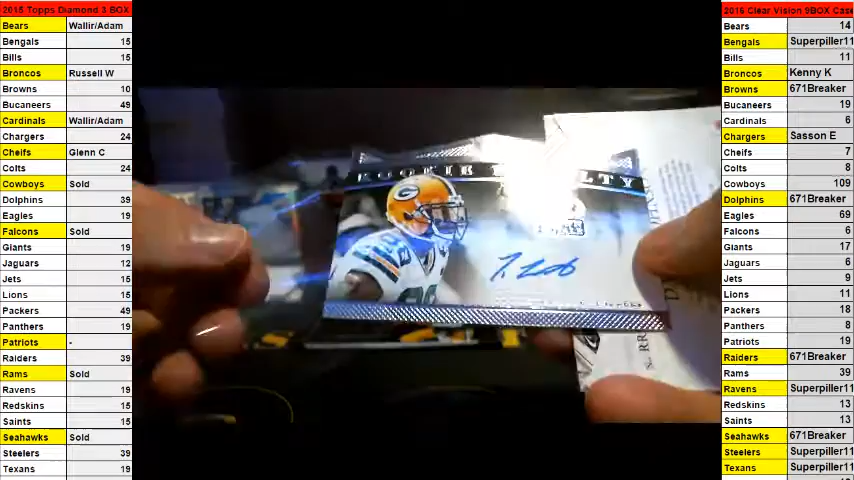 2015 Topps Diamond 3 BOX
Bears Wallir/Adam
Bengals 15
Bills 15
Broncos Russell W
Browns 10
Bucaneers 49
Cardinals Wallir/Adam
Chargers 24
Cheifs Glenn C
Colts 24
Cowboys Sold
Dolphins 39
Eagles 19
Falcons Sold
Giants 19
Jaguars 12
Jets 15
Lions 15
Packers 49
Panthers 19
Patriots -
Raiders 39
Rams Sold
Ravens 19
Redskins 15
Saints 15
Seahawks Sold
Steelers 39
Texans 19
ROOKIE
LTY
G
2016 Clear Vision 9BOX Case
Bears 14
Bengals Superpiller11
Bills 11
Broncos Kenny K
Browns 671Breaker
Bucaneers 19
Cardinals 6
Chargers Sasson E
Cheifs 7
Colts 8
Cowboys 109
Dolphins 671Breaker
Eagles 69
Falcons 6
Giants 17
Jaguars 6
Jets 9
Lions 11
Packers 18
Panthers 8
Patriots 19
Raiders 671Breaker
Rams 39
Ravens Superpiller11
Redskins 13
Saints 13
Seahawks 671Breaker
Steelers Superpiller11
Texans Superpiller11